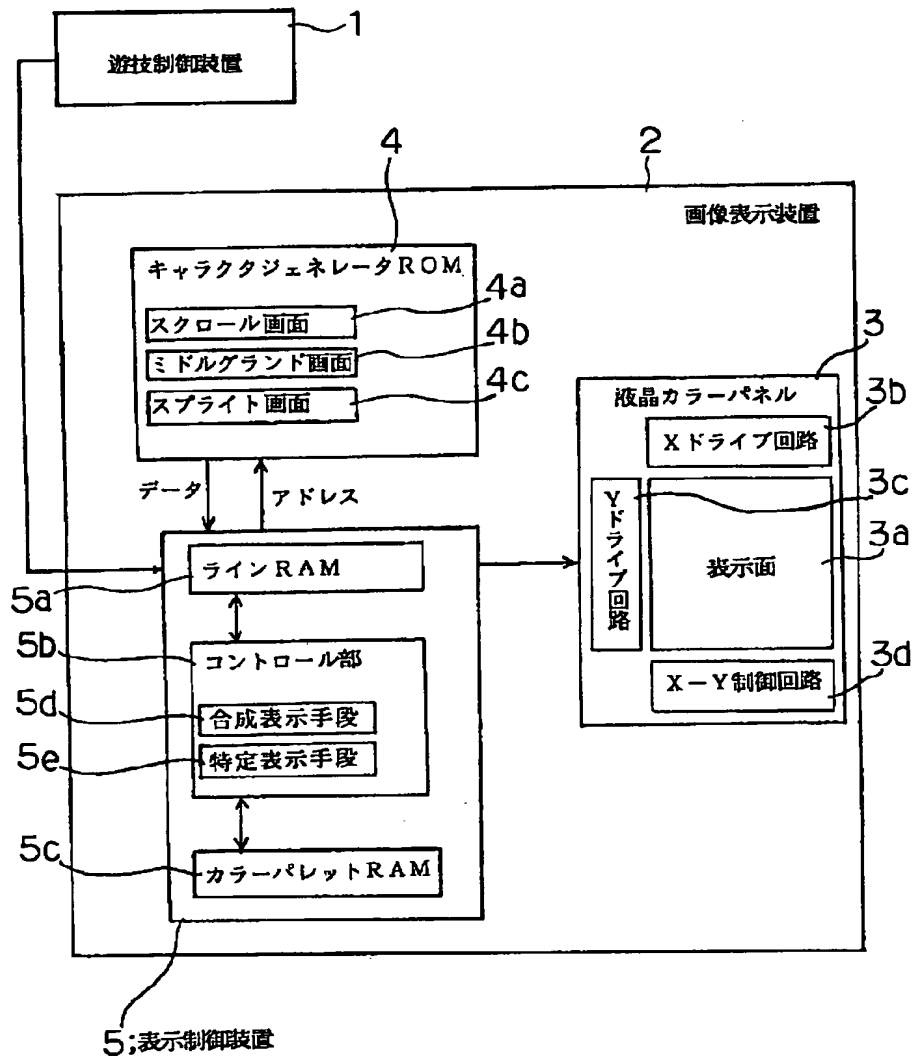 1
遊技制御装置
4
2
画像表示装置
キャラクタジェネレータROM
4a
スクロール画面
4b
ミドルグランド画面
4c
スプライト画面
3
液晶カラーパネル
3b
Xドライブ回路
データ
アドレス
3c
Yドライブ回路
3a
表示面
ラインRAM
5a
5b
コントロール部
3d
X-Y制御回路
5d
合成表示手段
5e
特定表示手段
5c
カラーパレットRAM
5;表示制御装置